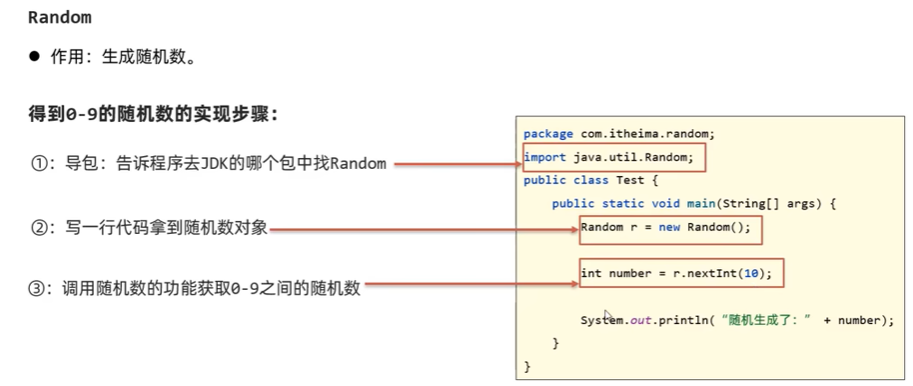 Random
● 作用：生成随机数。
得到0-9的随机数的实现步骤：
①：导包：告诉程序去JDK的哪个包中找Random
②：写一行代码拿到随机数对象
③：调用随机数的功能获取0-9之间的随机数
package com.itheima.random;
import java.util.Random;
public class Test {
public static void main(String[] args) {
Random r = new Random();
int number = r.nextInt(10);
System.out.println( “随机生成了：” + number);
}
}